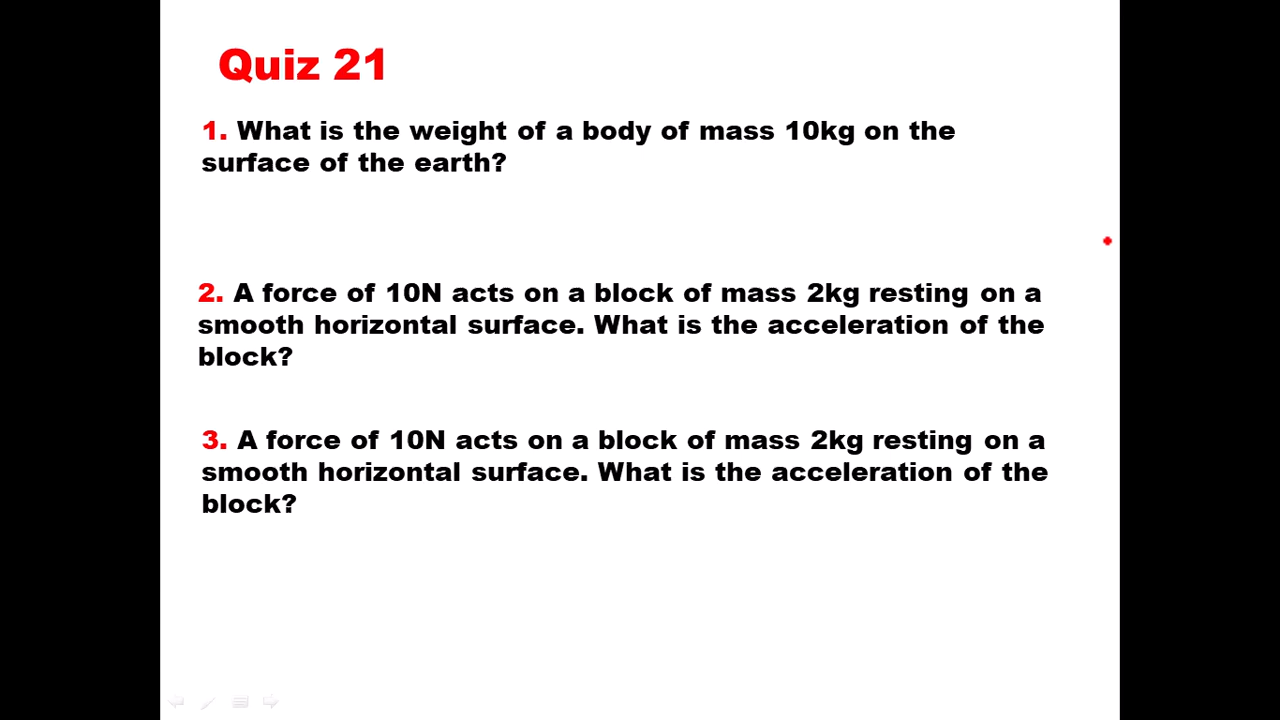 Quiz 21
1. What is the weight of a body of mass 10kg on the
surface of the earth?
2. A force of 10N acts on a block of mass 2kg resting on a
smooth horizontal surface. What is the acceleration of the
block?
3. A force of 10N acts on a block of mass 2kg resting on a
smooth horizontal surface. What is the acceleration of the
block?